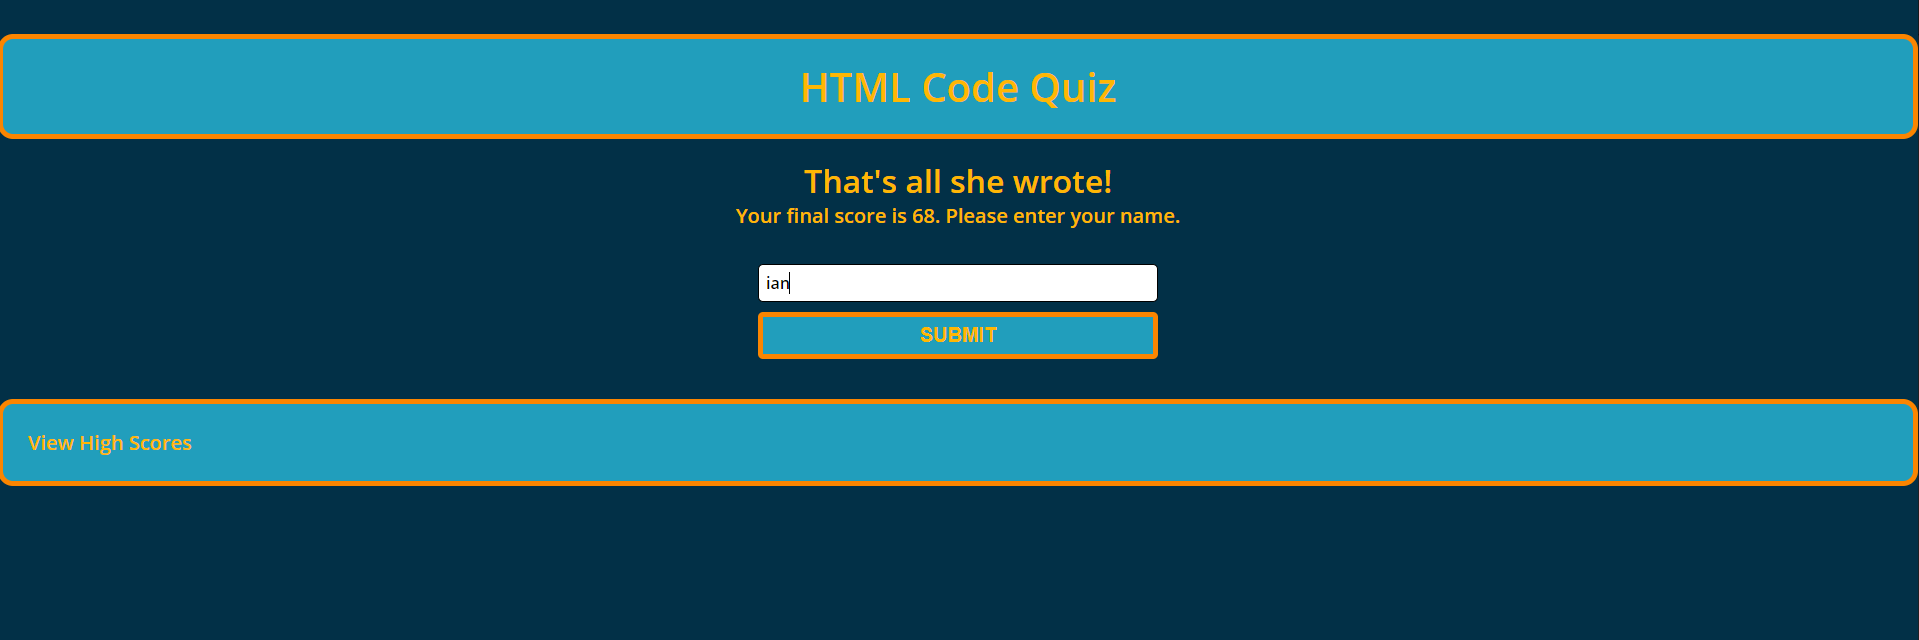 HTML Code Quiz
That's all she wrote!
Your final score is 68. Please enter your name.
ian
SUBMIT
View High Scores